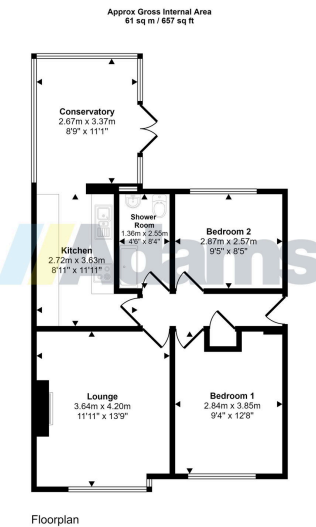 Approx Gross Internal Area
61 sq m / 657 sq ft
Conservatory
2.67m x 3.37m
8'9" x 11'1"
Shower
Room
1.36m x 2.55m
4'6" x 8'4"
Bedroom 2
2.87m x 2.57m
9'5" x 8'5"
Kitchen
2.72m x 3.63m
8'11" x 11'11"
Adams
Lounge
3.64m x 4.20m
11'11" x 13'9"
Bedroom 1
2.84m x 3.85m
9'4" x 12'8"
Floorplan